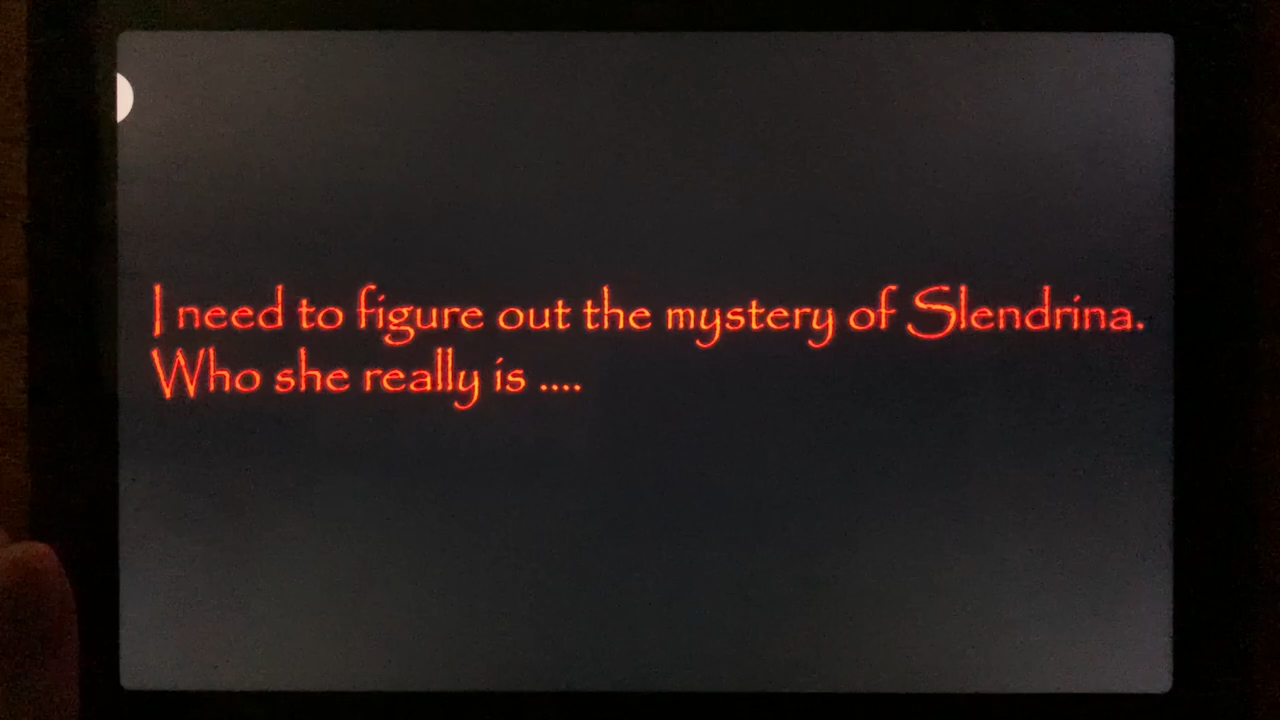 I need to figure out the mystery of Slendrina.
Who she really is ....